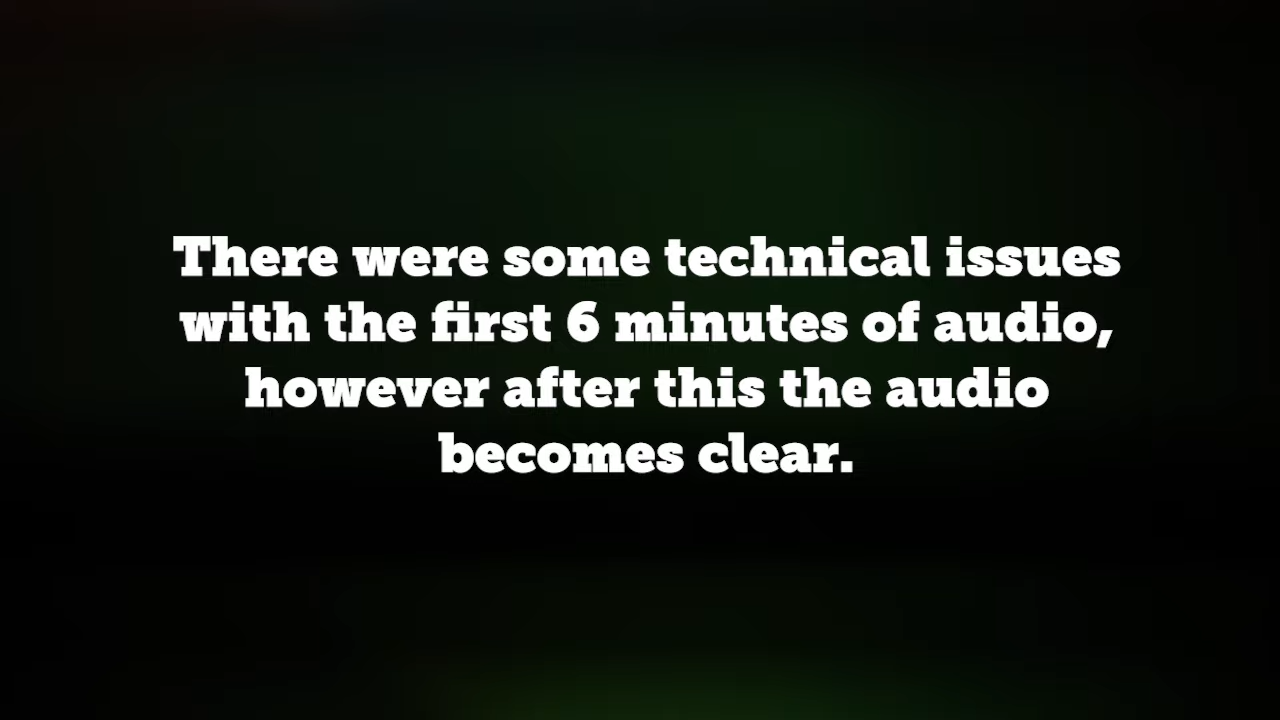 There were some technical issues
with the first 6 minutes of audio,
however after this the audio
becomes clear.